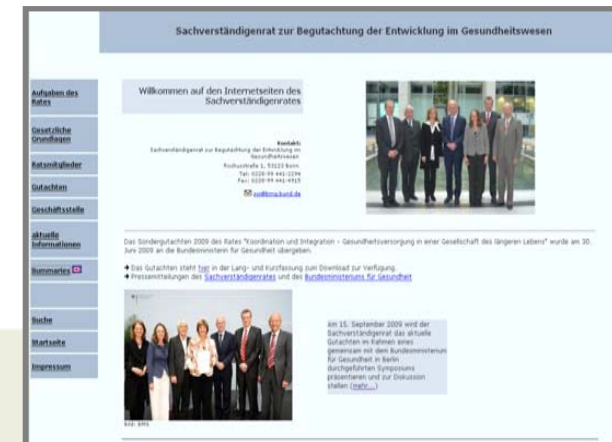 Sachverständigenrat zur Begutachtung der Entwicklung im Gesundheitswesen
Aufgaben des
Rates
Gesetzliche
Grundlagen
Ratsmitglieder
Gutachten
Geschäftsstelle
aktuelle
Informationen
Summaries
Suche
Startseite
Impressum
Willkommen auf den Internetseiten des
Sachverständigenrates
Kontakt:
Sachverständigenrat zur Begutachtung der Entwicklung im
Gesundheitswesen
Rochusstraße 1, 53123 Bonn.
Tel: 0228-99 441-2294
Fax: 0228-99 441-4915
svr@bmg.bund.de
Das Sondergutachten 2009 des Rates "Koordination und Integration - Gesundheitsversorgung in einer Gesellschaft des längeren Lebens" wurde am 30.
Juni 2009 an die Bundesministerin für Gesundheit übergeben.
Das Gutachten steht hier in der Lang- und Kurzfassung zum Download zur Verfügung.
Pressemitteilungen des Sachverständigenrates und des Bundesministeriums für Gesundheit
Bild: BMG
Am 15. September 2009 wird der
Sachverständigenrat das aktuelle
Gutachten im Rahmen eines
gemeinsam mit dem Bundesministerium
für Gesundheit in Berlin
durchgeführten Symposiums
präsentieren und zur Diskussion
stellen (mehr...)